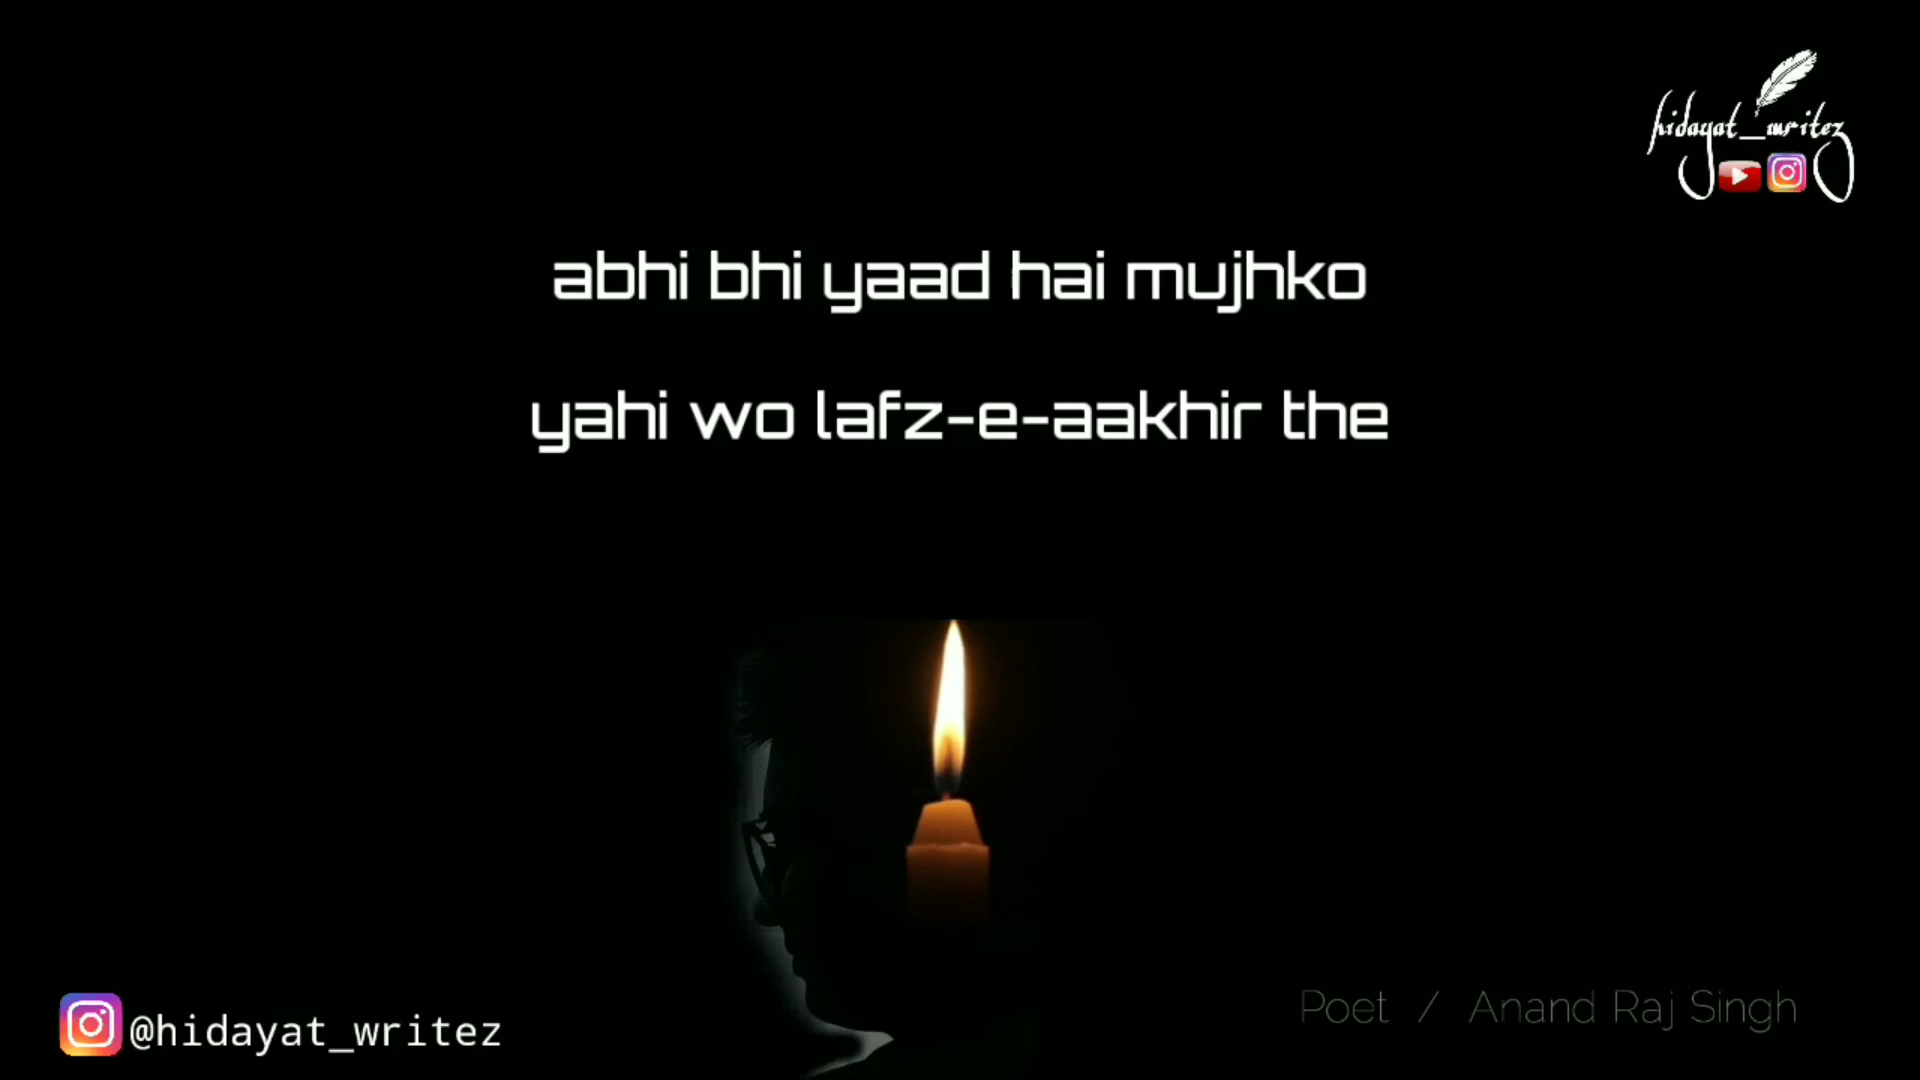 hidayat_writez
abhi bhi yaad hai mujhko
yahi wo lafz-e-aakhir the
@hidayat_writez
Poet / Anand Raj Singh